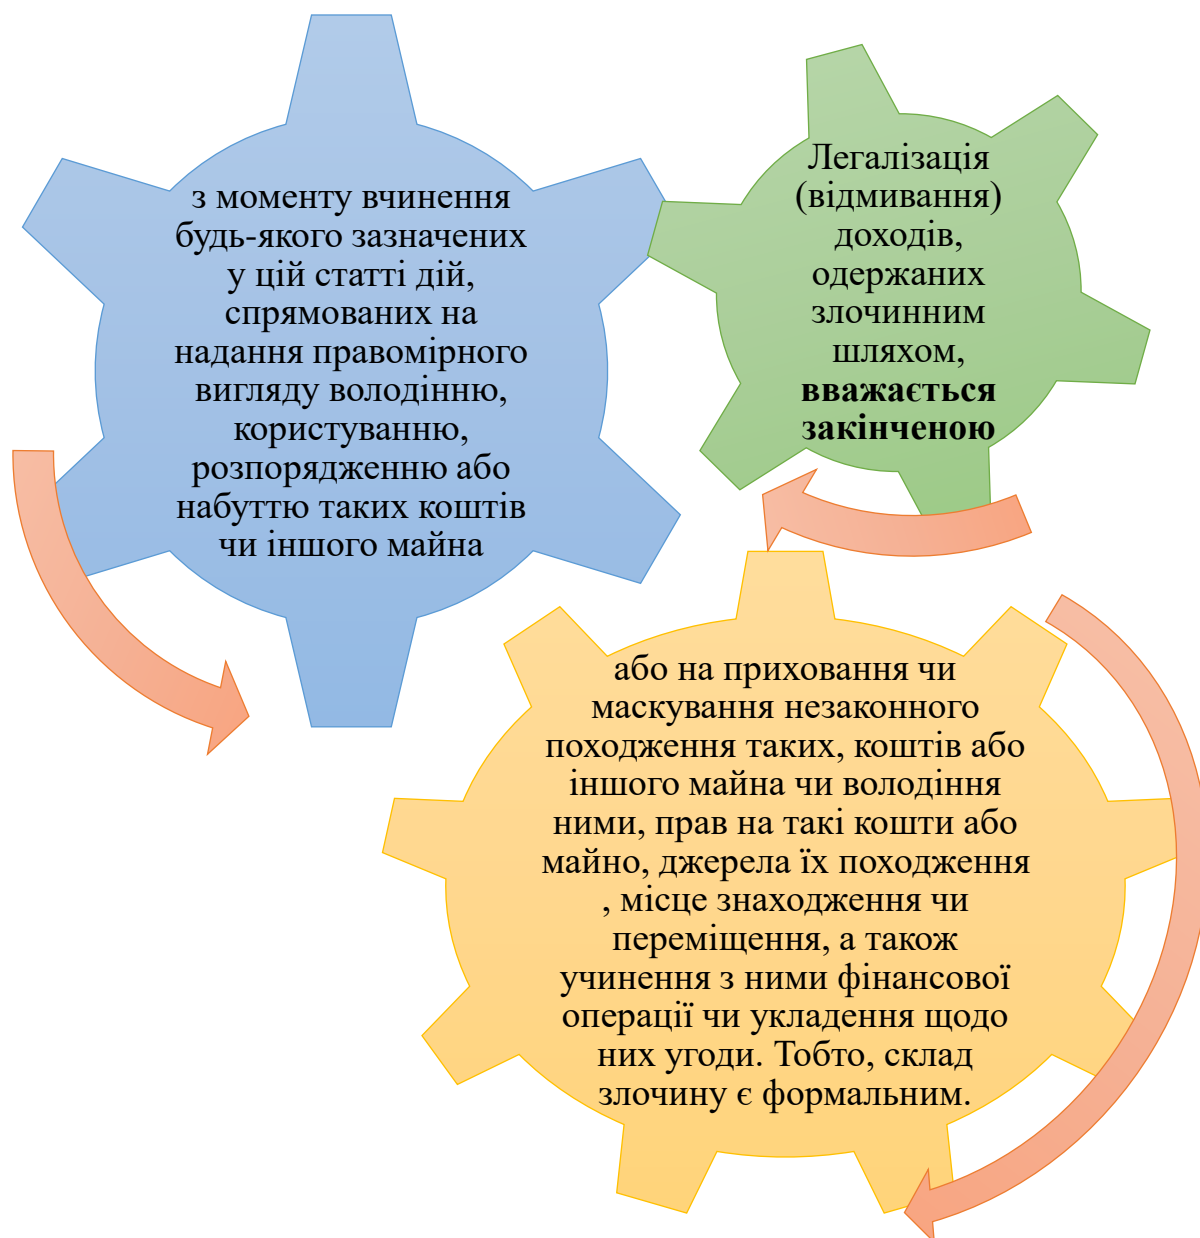 Легалізація
(відмивання)
доходів,
одержаних
злочинним
шляхом,
вважається
закінченою
з моменту вчинення
будь-якого зазначених
у цій статті дій,
спрямованих на
надання правомірного
вигляду володінню,
користуванню,
розпорядженню або
набуттю таких коштів
чи іншого майна
або на приховання чи
маскування незаконного
походження таких, коштів або
іншого майна чи володіння
ними, прав на такі кошти або
майно, джерела їх походження
, місце знаходження чи
переміщення, а також
учинення з ними фінансової
операції чи укладення щодо
них угоди. Тобто, склад
злочину є формальним.